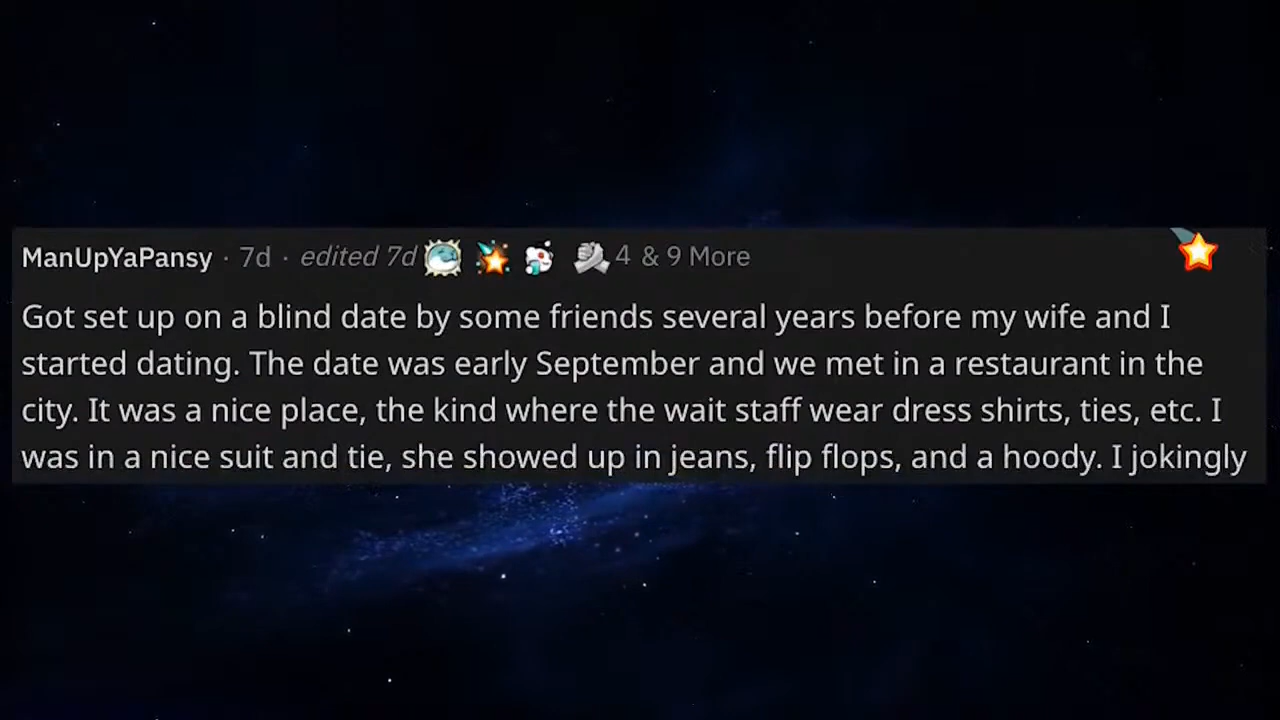 ManUpYaPansy · 7d · edited 7d 4 & 9 More
Got set up on a blind date by some friends several years before my wife and I
started dating. The date was early September and we met in a restaurant in the
city. It was a nice place, the kind where the wait staff wear dress shirts, ties, etc. I
was in a nice suit and tie, she showed up in jeans, flip flops, and a hoody. I jokingly